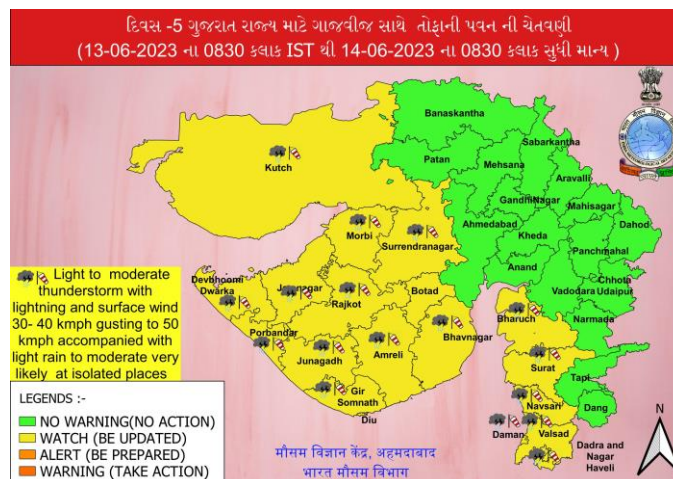 દિવસ -5 ગુજરાત રાજ્ય માટે ગાજવીજ સાથે તોફાની પવન ની ચેતવણી
(13-06-2023 ના 0830 કલાક IST થી 14-06-2023 ના 0830 કલાક સુધી માન્ય )
Banaskantha
Sabarkantha
Patan
Mehsana
Kutch
Aravalli
GandhiNagar
Mahisagar
Morbi
Surrendranagar
Ahmedabad
Dahod
Kheda
Panchmahal
Light to moderate
thunderstorm with
lightning and surface wind
30- 40 kmph gusting to 50
kmph accompanied with
light rain to moderate very
likely at isolated places
Devbhoomi
Dwarka
Jamnagar
Rajkot
Botad
Anand
Vadodara
Chhota
Udaipur
Porbandar
Junagadh
Amreli
Bhavnagar
Bharuch
Narmada
Gir
Somnath
Diu
Surat
Tapi
Navsari
Dang
Daman
Valsad
Dadra and
Nagar
Haveli
N
LEGENDS :-
NO WARNING(NO ACTION)
WATCH (BE UPDATED)
ALERT (BE PREPARED)
WARNING (TAKE ACTION)
मौसम विज्ञान केंद्र, अहमदाबाद
भारत मौसम विभाग